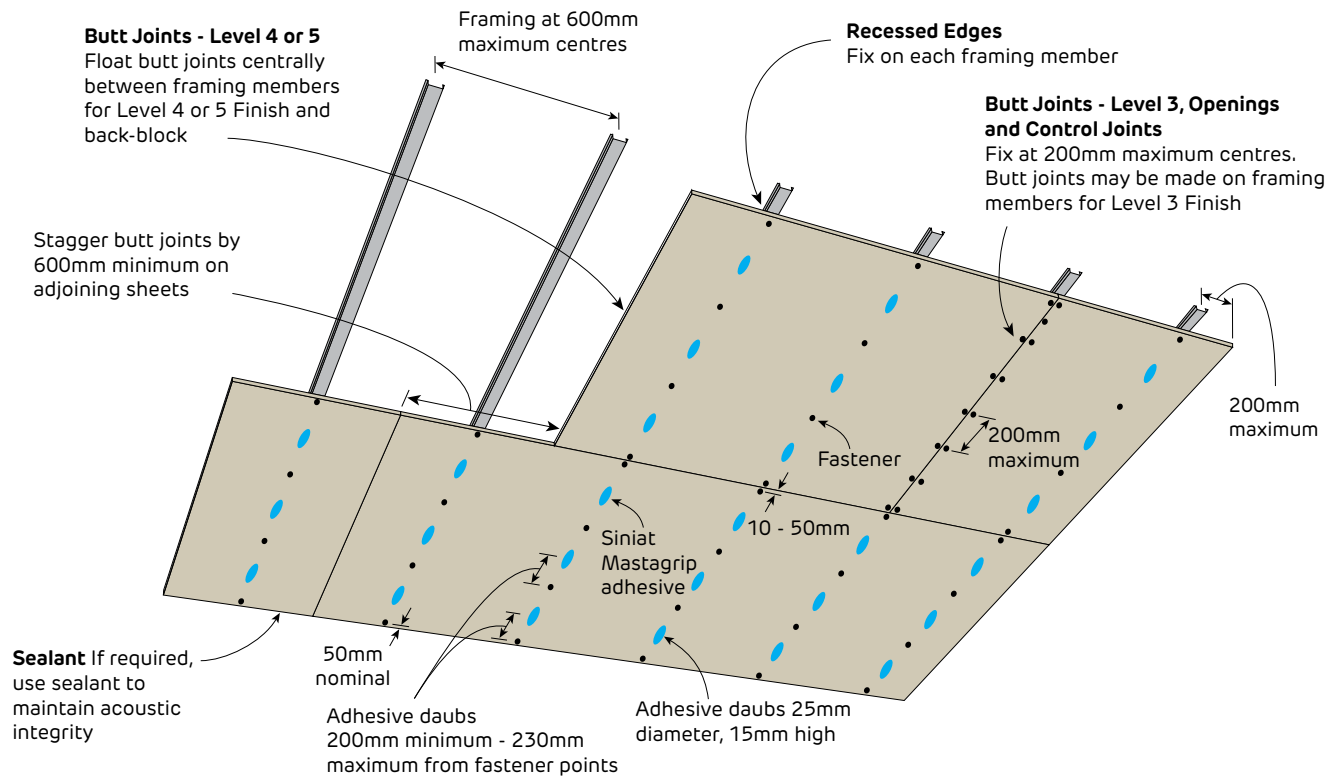 Butt Joints - Level 4 or 5
Float butt joints centrally
between framing members
for Level 4 or 5 Finish and
back-block
Framing at 600mm
maximum centres
Recessed Edges
Fix on each framing member
Butt Joints - Level 3, Openings
and Control Joints
Fix at 200mm maximum centres.
Butt joints may be made on framing
members for Level 3 Finish
Stagger butt joints by
600mm minimum on
adjoining sheets
200mm
maximum
200mm
maximum
Fastener
10 - 50mm
Siniat
Mastagrip
adhesive
Sealant If required,
use sealant to
maintain acoustic
integrity
50mm
nominal
Adhesive daubs
200mm minimum - 230mm
maximum from fastener points
Adhesive daubs 25mm
diameter, 15mm high